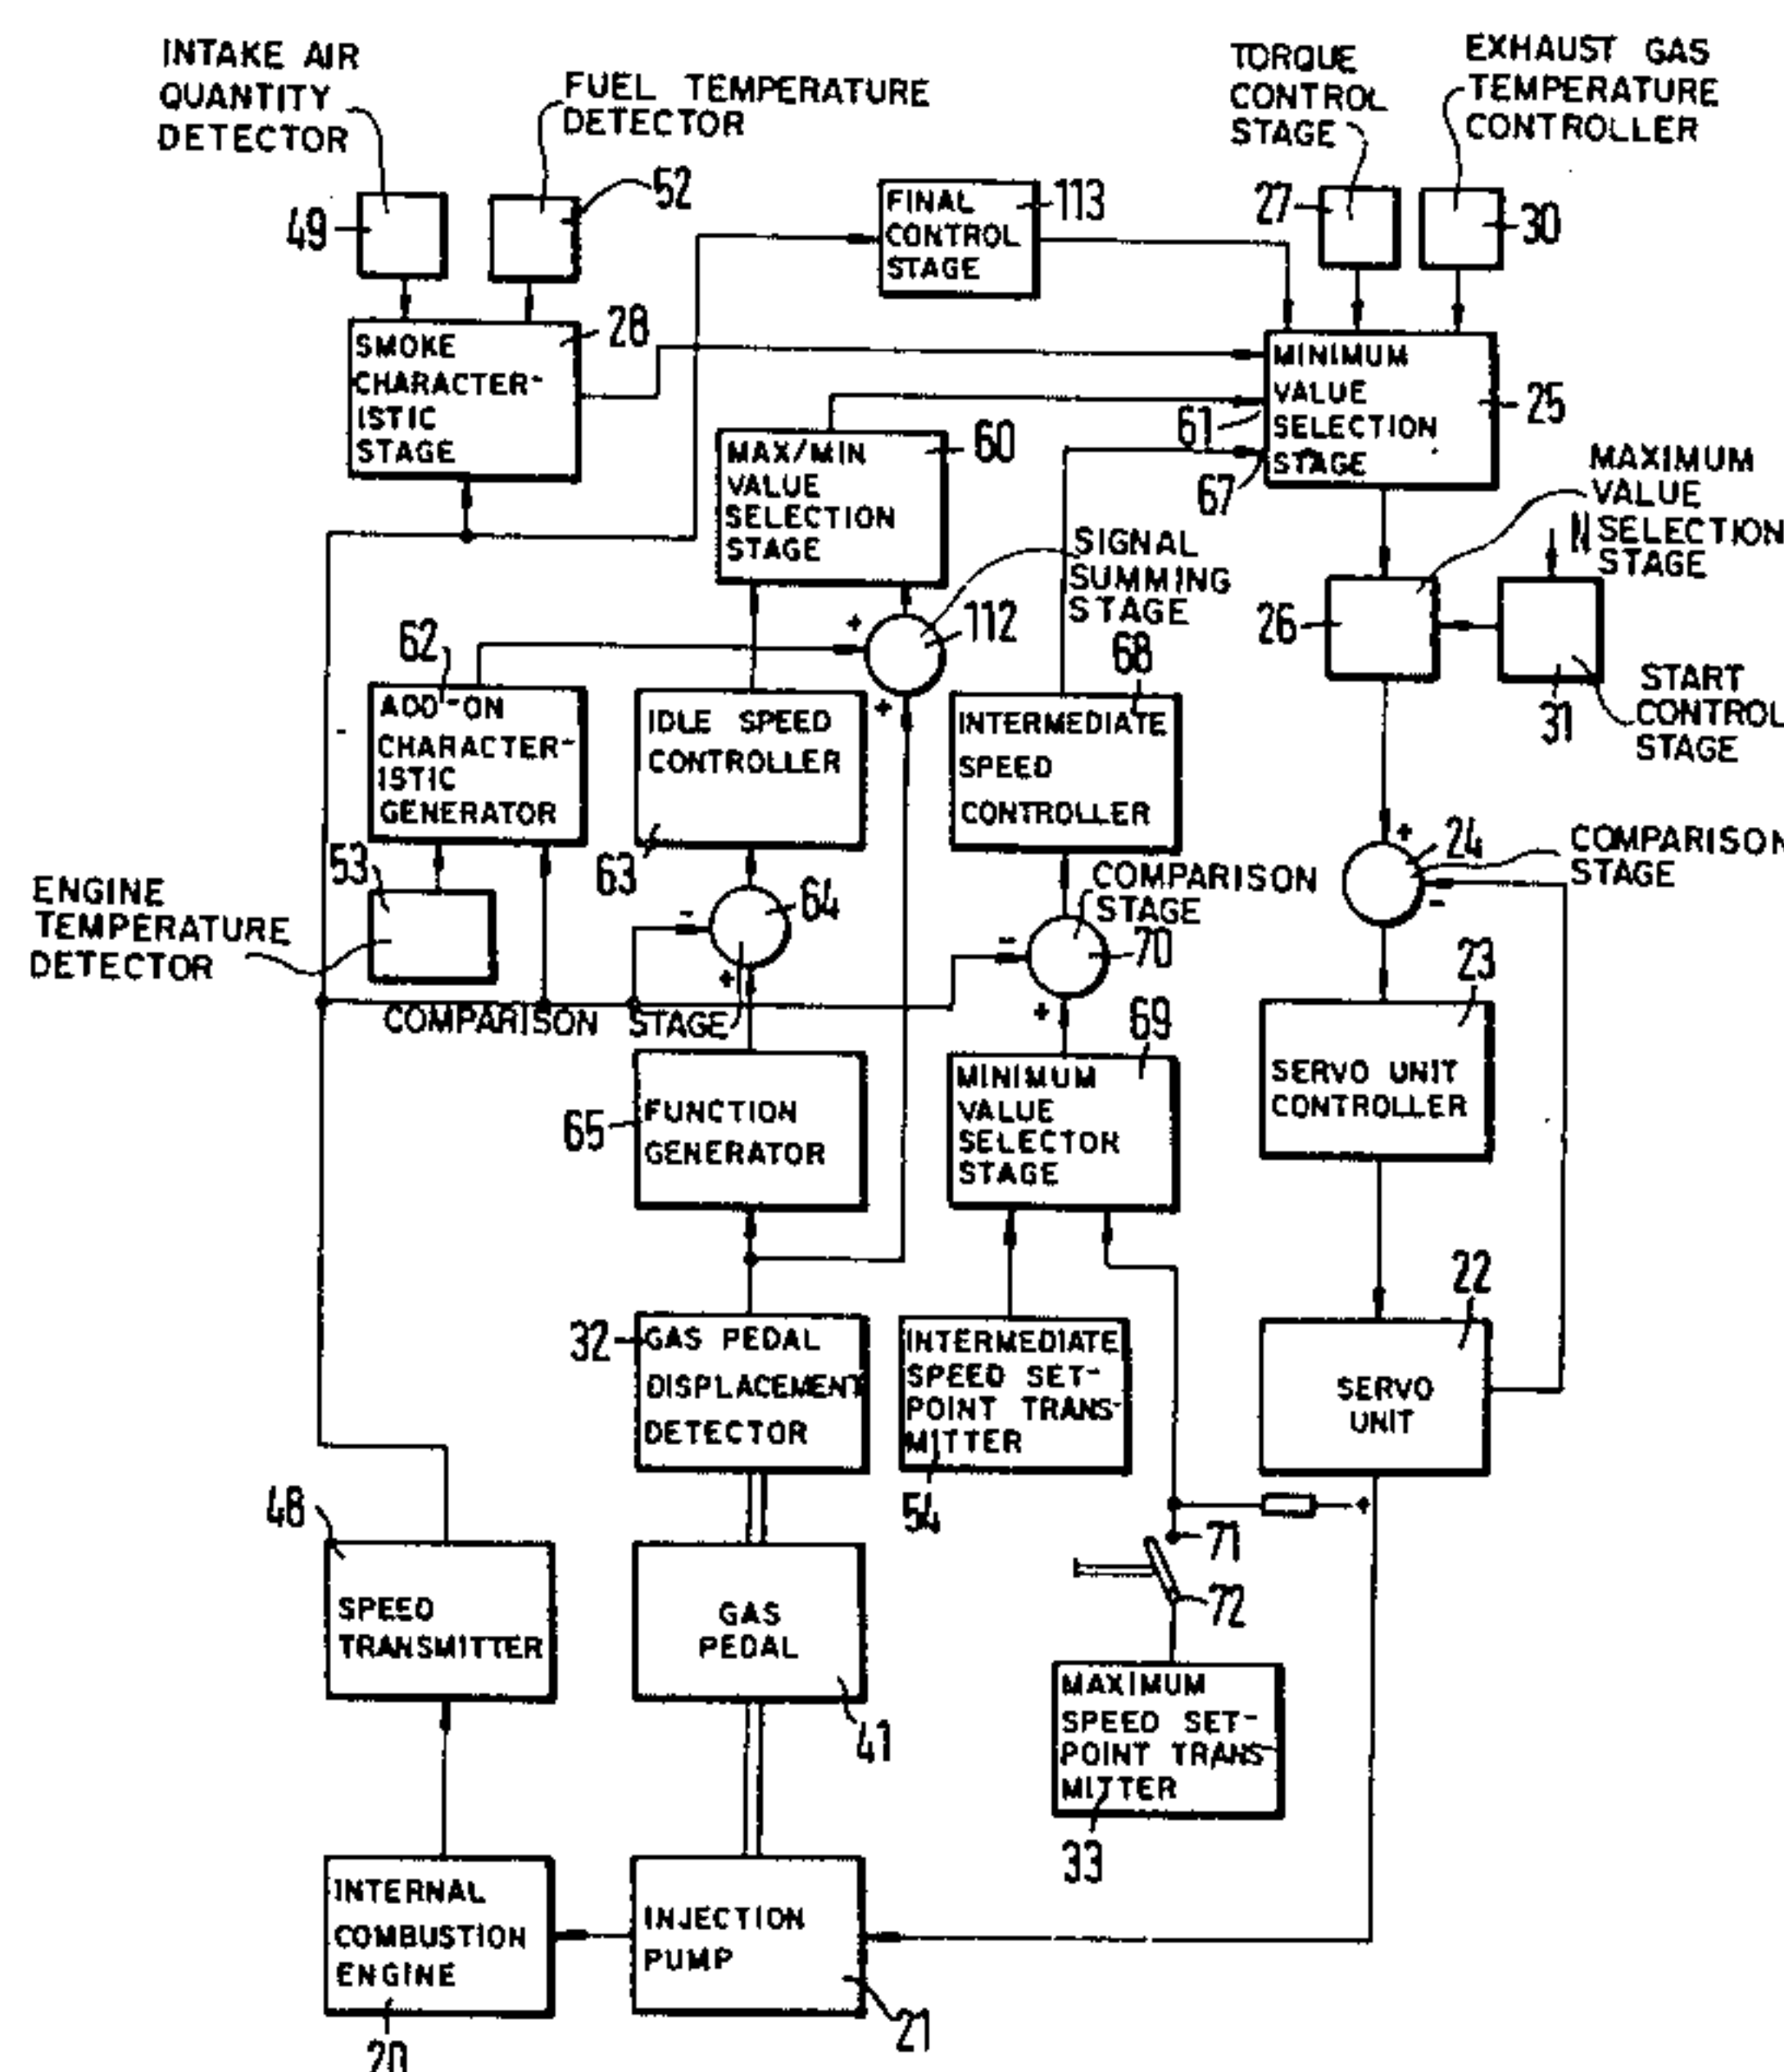 INTAKE AIR
QUANTITY
DETECTOR
FUEL TEMPERATURE
DETECTOR
TORQUE
CONTROL
STAGE
EXHAUST GAS
TEMPERATURE
CONTROLLER
49
52
FINAL
CONTROL
STAGE
113
27
30
28
SMOKE
CHARACTER-
ISTIC
STAGE
MINIMUM
VALUE
SELECTION
STAGE
25
61
67
60
MAX/MIN
VALUE
SELECTION
STAGE
MAXIMUM
VALUE
SELECTION
STAGE
N
SIGNAL
SUMMING
STAGE
+
112
+
26
31
START
CONTROL
STAGE
62
ADD-ON
CHARACTER-
ISTIC
GENERATOR
IDLE SPEED
CONTROLLER
63
68
INTERMEDIATE
SPEED
CONTROLLER
53
ENGINE
TEMPERATURE
DETECTOR
-
64
+
COMPARISON STAGE
COMPARISON
STAGE
-
70
+
+
24
-
COMPARISON
STAGE
23
SERVO UNIT
CONTROLLER
65
FUNCTION
GENERATOR
69
MINIMUM
VALUE
SELECTOR
STAGE
22
SERVO
UNIT
32
GAS PEDAL
DISPLACEMENT
DETECTOR
INTERMEDIATE
SPEED SET-
POINT TRANS-
MITTER
54
48
SPEED
TRANSMITTER
GAS
PEDAL
41
71
72
MAXIMUM
SPEED SET-
POINT TRANS-
MITTER
33
INTERNAL
COMBUSTION
ENGINE
20
INJECTION
PUMP
21